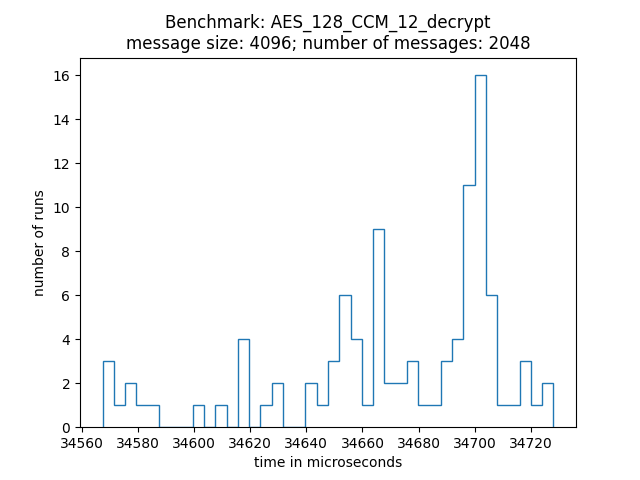 Benchmark: AES_128_CCM_12_decrypt
message size: 4096; number of messages: 2048
16
14
12
10
8
6
4
2
0
number of runs
34560 34580 34600 34620 34640 34660 34680 34700 34720
time in microseconds